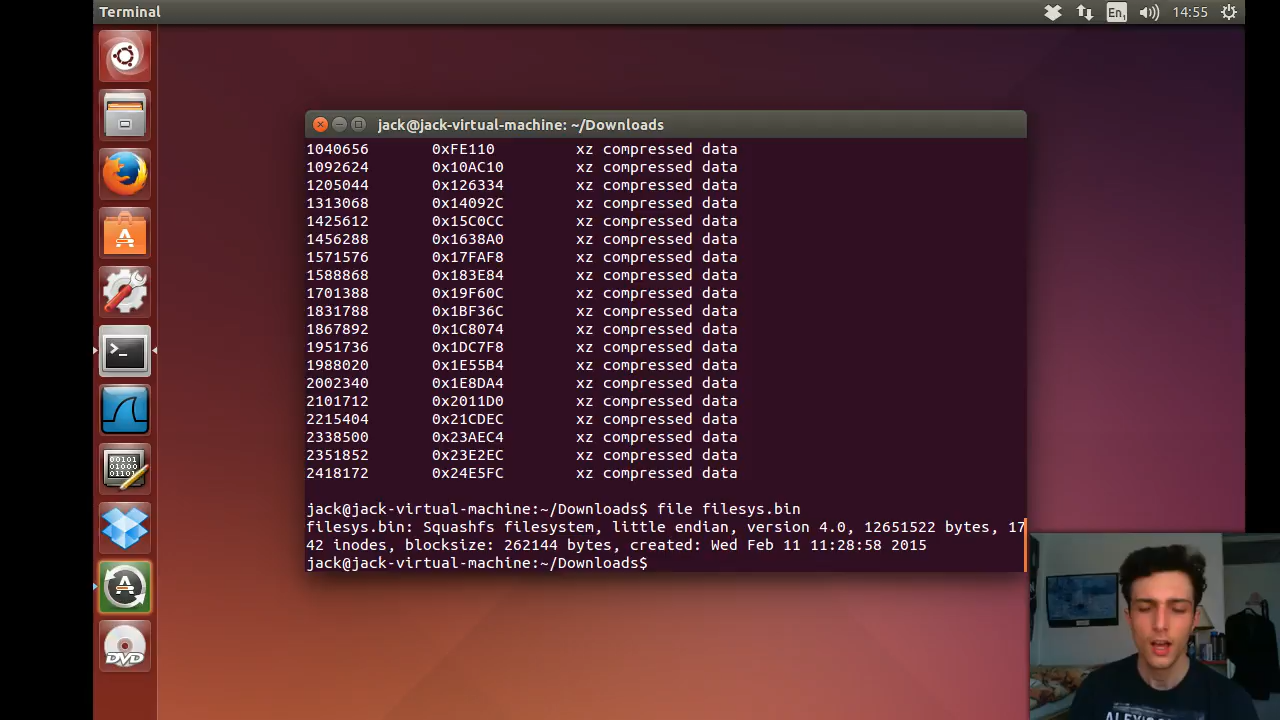 Terminal
En₁
14:55
jack@jack-virtual-machine: ~/Downloads
1040656 0xFE110 xz compressed data
1092624 0x10AC10 xz compressed data
1205044 0x126334 xz compressed data
1313068 0x14092C xz compressed data
1425612 0x15C0CC xz compressed data
1456288 0x1638A0 xz compressed data
1571576 0x17FAF8 xz compressed data
1588868 0x183E84 xz compressed data
1701388 0x19F60C xz compressed data
1831788 0x1BF36C xz compressed data
1867892 0x1C8074 xz compressed data
1951736 0x1DC7F8 xz compressed data
1988020 0x1E55B4 xz compressed data
2002340 0x1E8DA4 xz compressed data
2101712 0x2011D0 xz compressed data
2215404 0x21CDEC xz compressed data
2338500 0x23AEC4 xz compressed data
2351852 0x23E2EC xz compressed data
2418172 0x24E5FC xz compressed data
jack@jack-virtual-machine:~/Downloads$ file filesys.bin
filesys.bin: Squashfs filesystem, little endian, version 4.0, 12651522 bytes, 17
42 inodes, blocksize: 262144 bytes, created: Wed Feb 11 11:28:58 2015
jack@jack-virtual-machine:~/Downloads$
DVD